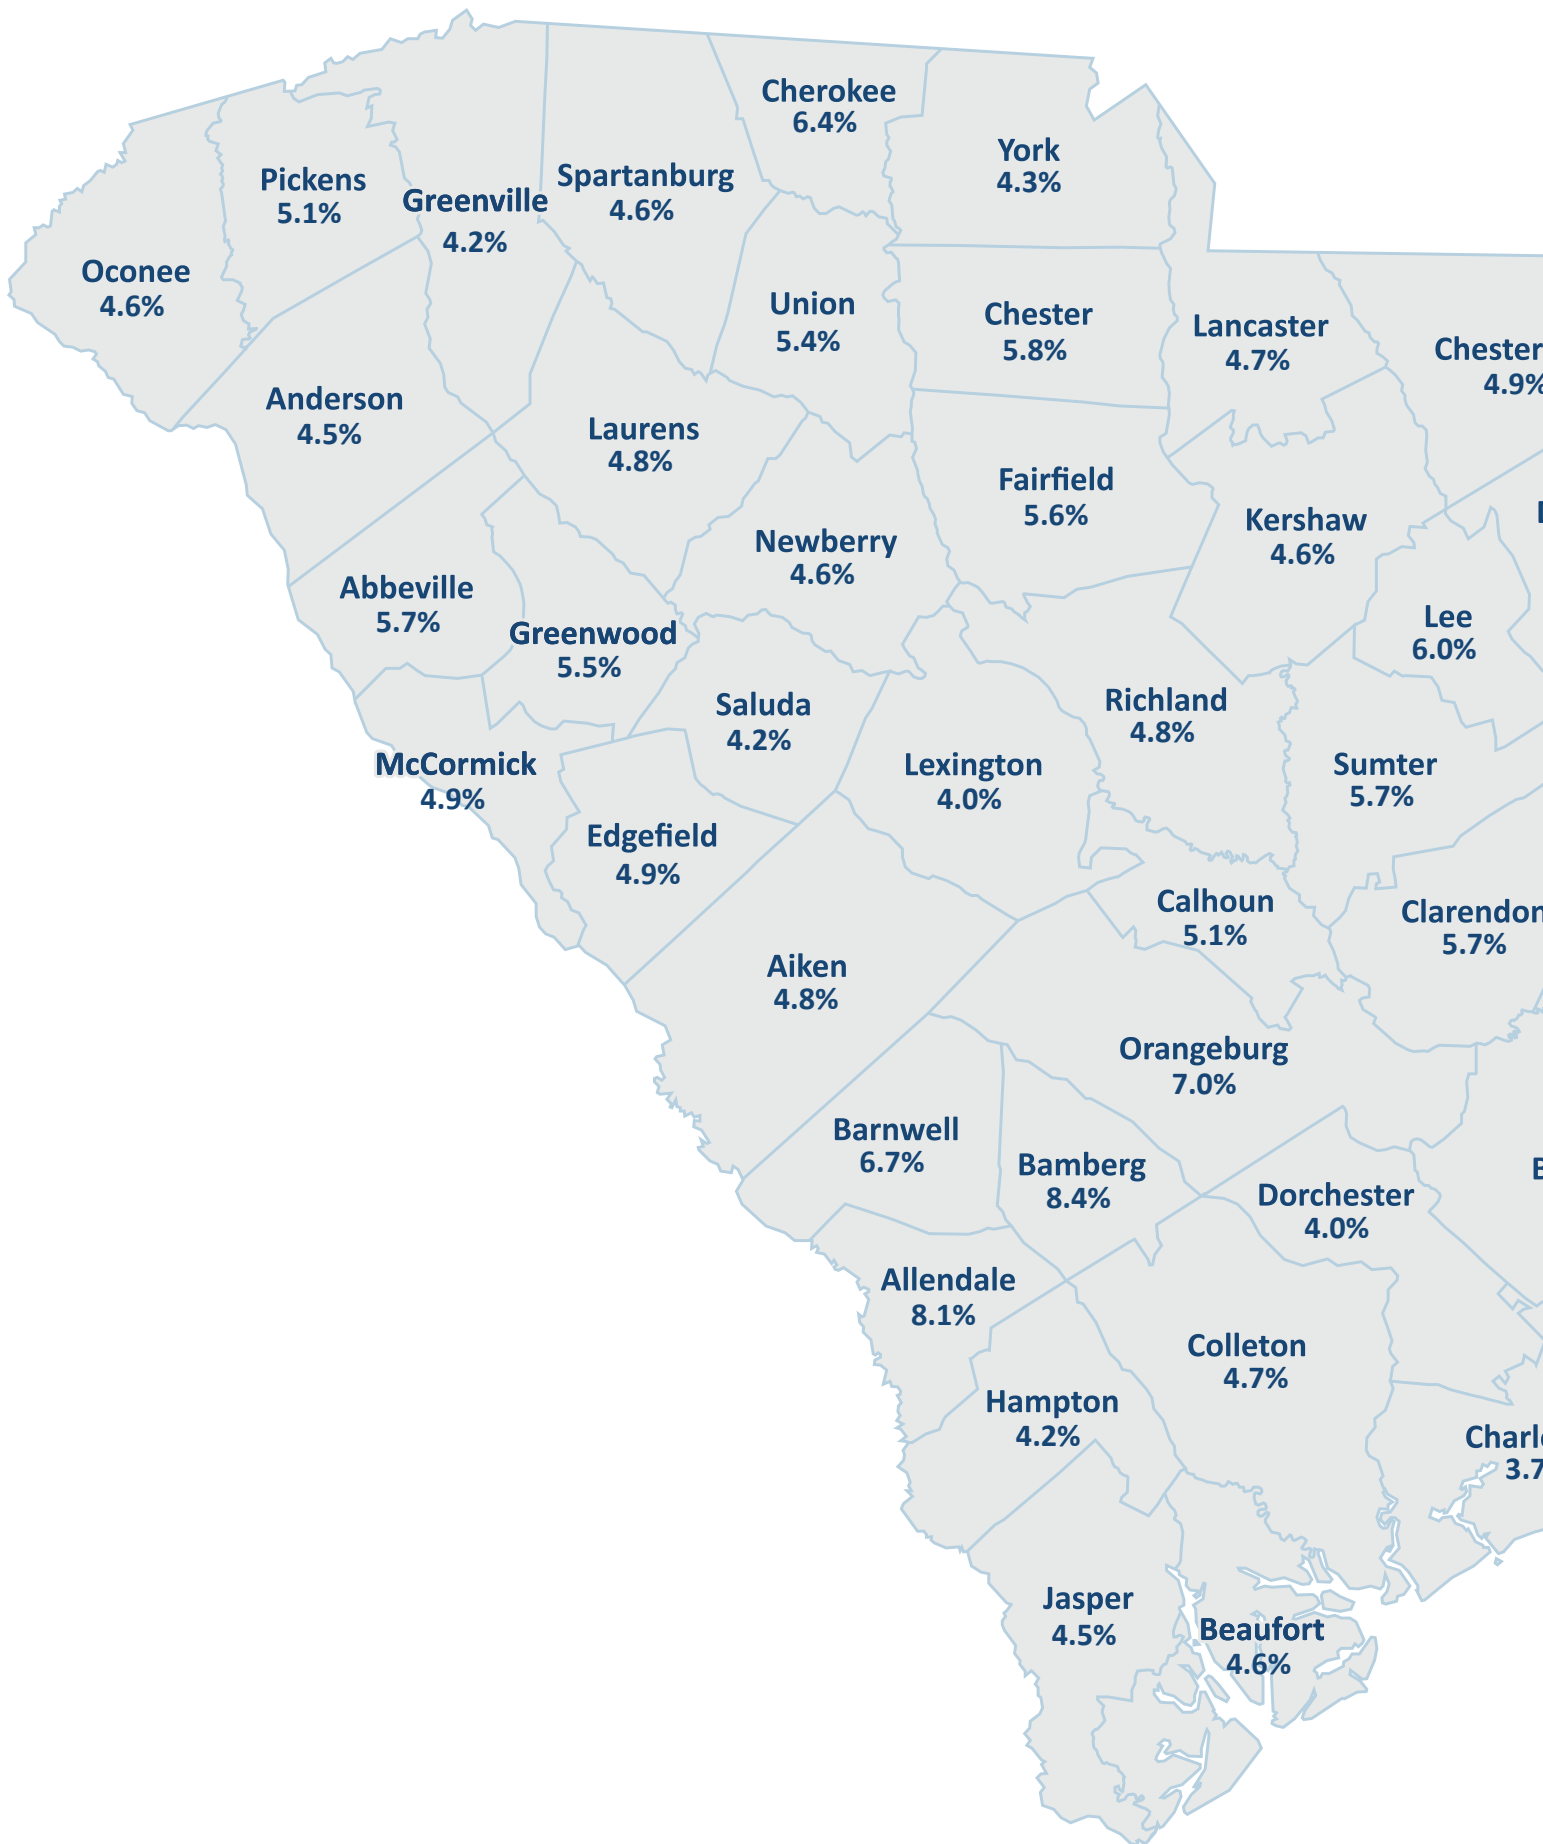 Cherokee
6.4%
York
4.3%
Pickens
5.1%
Greenville
4.2%
Spartanburg
4.6%
Oconee
4.6%
Union
5.4%
Chester
5.8%
Lancaster
4.7%
Chester
4.9%
Anderson
4.5%
Laurens
4.8%
Fairfield
5.6%
Kershaw
4.6%
Newberry
4.6%
Abbeville
5.7%
Greenwood
5.5%
Lee
6.0%
Saluda
4.2%
Richland
4.8%
McCormick
4.9%
Lexington
4.0%
Sumter
5.7%
Edgefield
4.9%
Calhoun
5.1%
Clarendon
5.7%
Aiken
4.8%
Orangeburg
7.0%
Barnwell
6.7%
Bamberg
8.4%
Dorchester
4.0%
Allendale
8.1%
Colleton
4.7%
Hampton
4.2%
Charl
3.7
Jasper
4.5%
Beaufort
4.6%